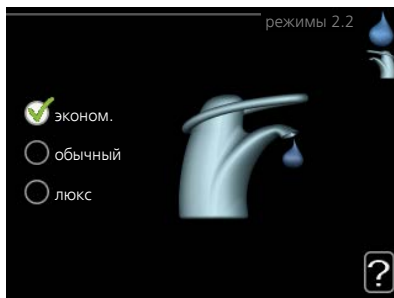 режимы 2.2
эконом.
обычный
люкс
?